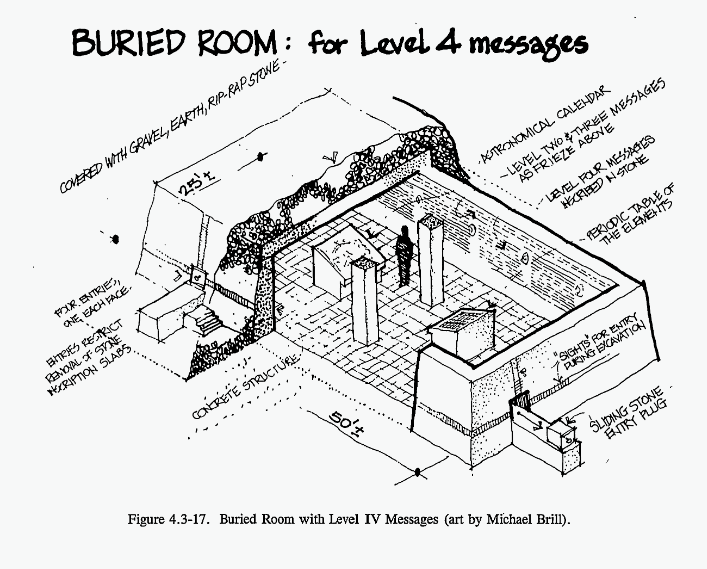 BURIED ROOM: for Level 4 messages
COVERED WITH GRAVEL, EARTH, RIP-RAP STONE
25'±
ASTRONOMICAL CALENDAR
LEVEL TWO & THREE MESSAGES
AS FRIEZE ABOVE
LEVEL FOUR MESSAGES
INSCRIBED IN STONE
PERIODIC TABLE OF
THE ELEMENTS
FOUR ENTRIES,
ONE EACH FACE.
ENTRIES RESTRICT
REMOVAL OF STONE
INSCRIPTION SLABS
CONCRETE STRUCTURE
50'±
"SIGHTS" FOR ENTRY
DURING EXCAVATION
SLIDING STONE
ENTRY PLUG
Figure 4.3-17. Buried Room with Level IV Messages (art by Michael Brill).